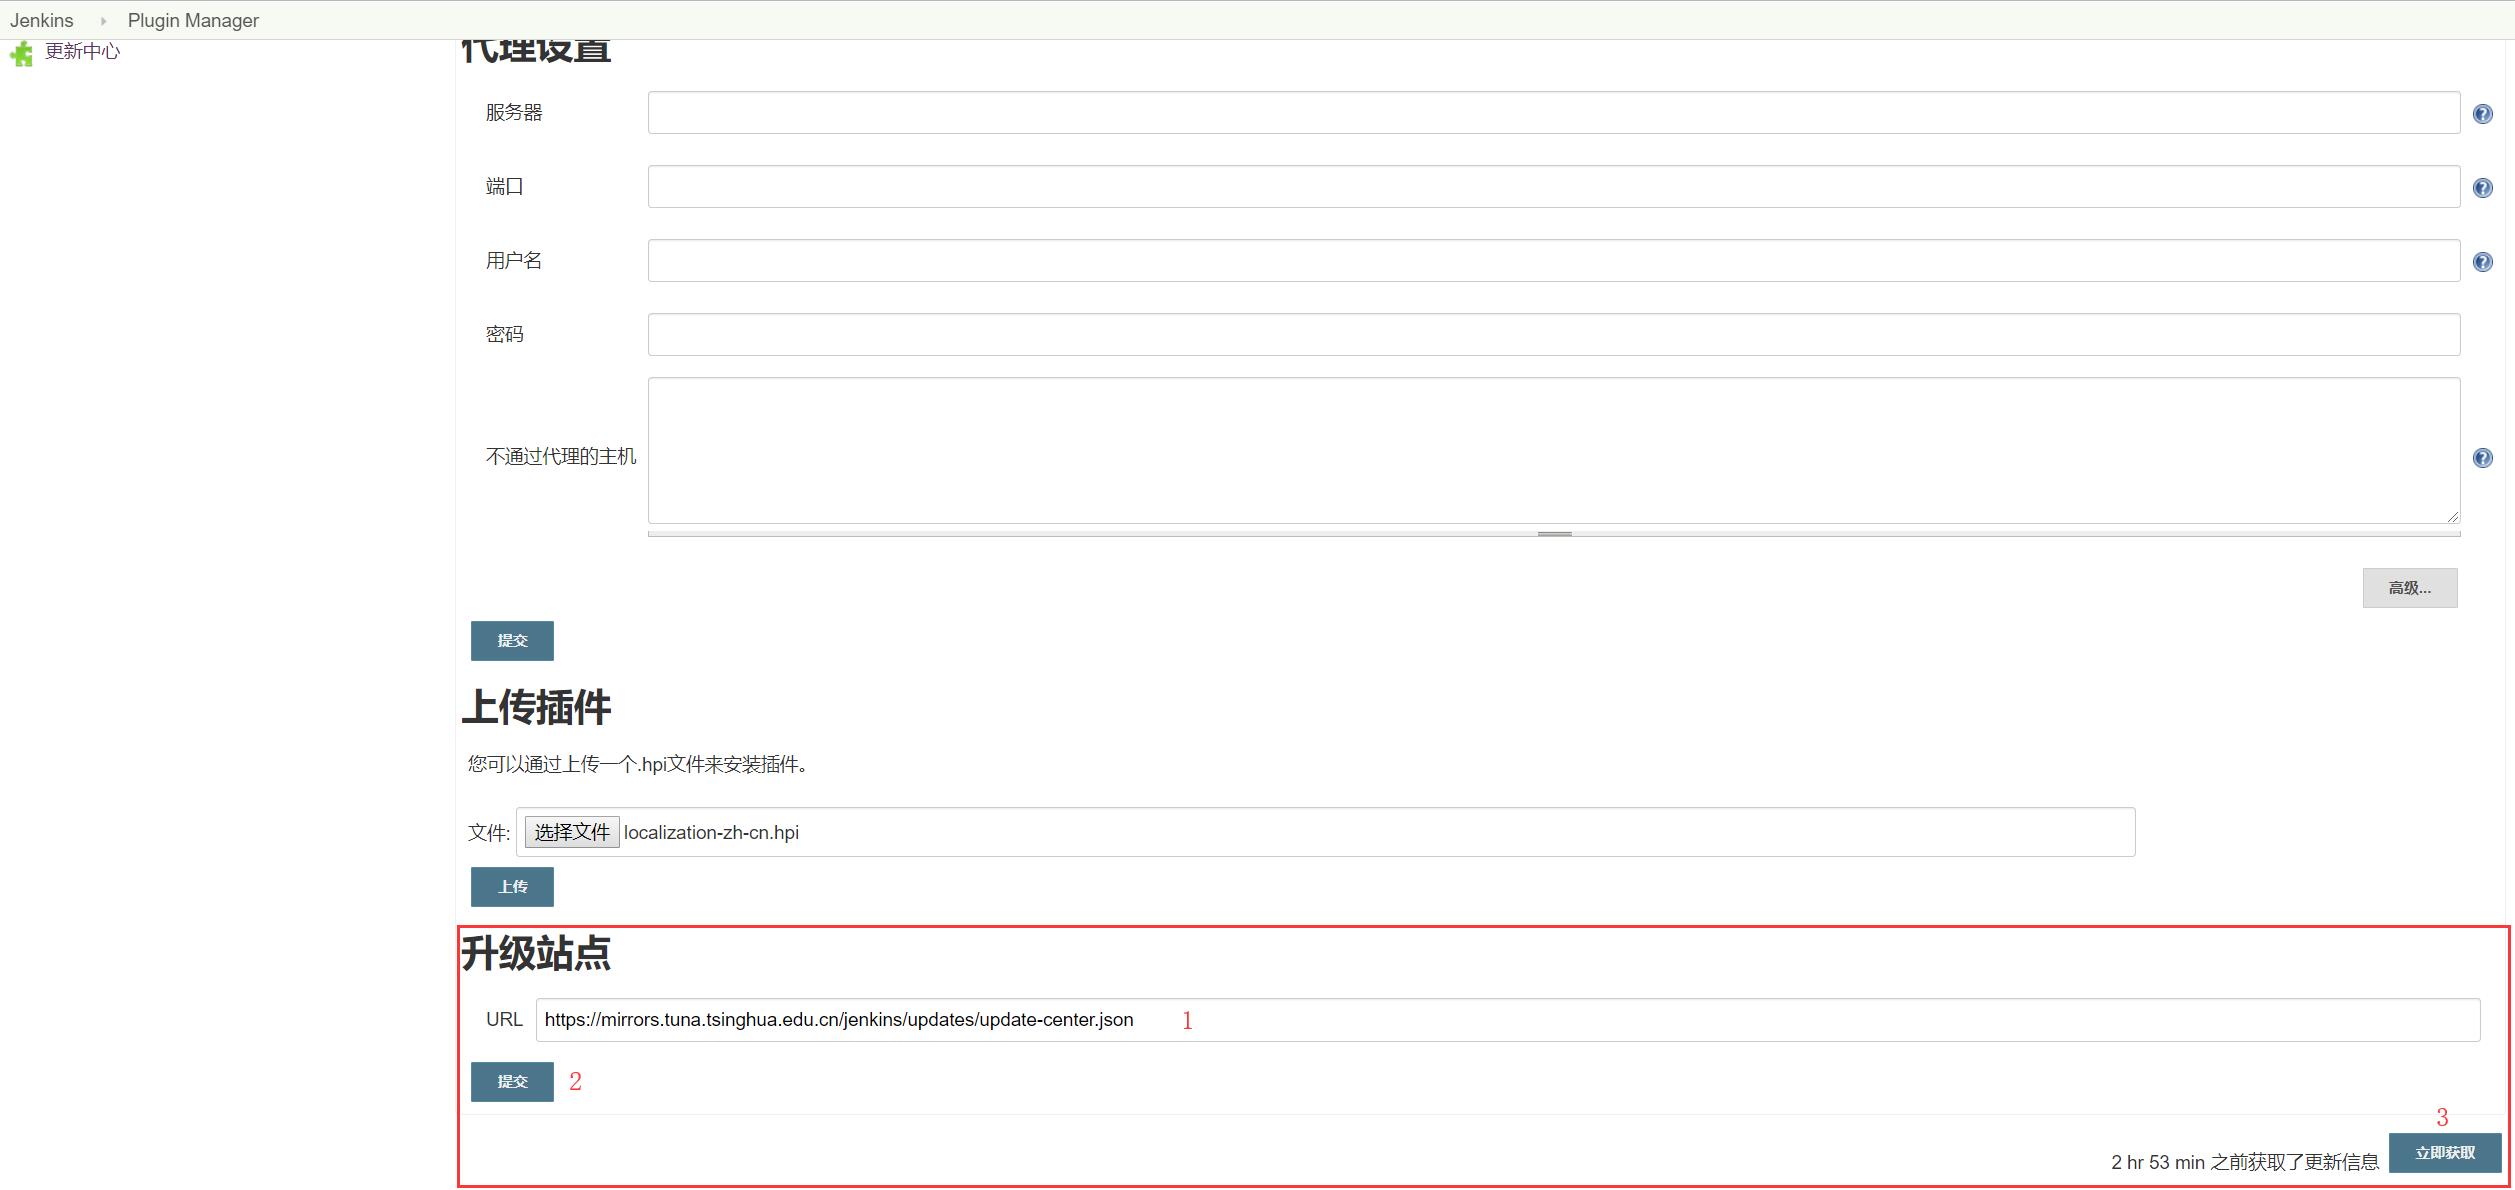 Jenkins Plugin Manager
更新中心
代理设置
服务器
端口
用户名
密码
不通过代理的主机
高级...
提交
上传插件
您可以通过上传一个.hpi文件来安装插件。
文件: 选择文件 localization-zh-cn.hpi
上传
升级站点
URL https://mirrors.tuna.tsinghua.edu.cn/jenkins/updates/update-center.json 1
提交 2
3
2 hr 53 min 之前获取了更新信息 立即获取